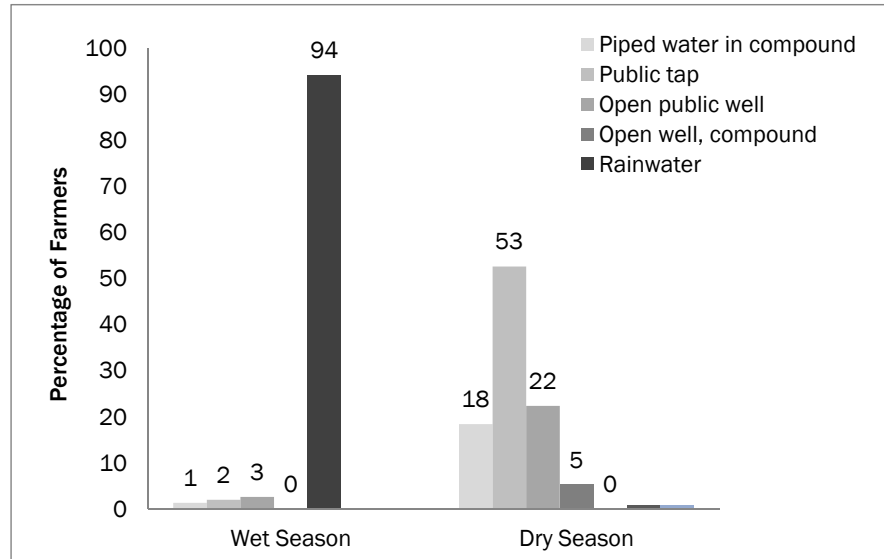 Percentage of Farmers
100
90
80
70
60
50
40
30
20
10
0
1
2
3
0
94
18
53
22
5
0
Wet Season
Dry Season
Piped water in compound
Public tap
Open public well
Open well, compound
Rainwater